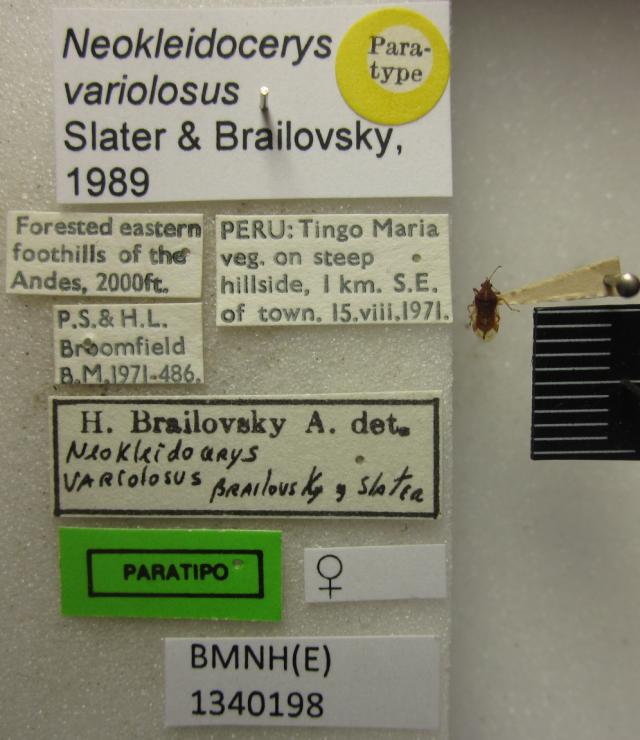 Neokleidocerys
variolosus
Slater & Brailovsky,
1989
Para-
type
Forested eastern
foothills of the
Andes, 2000ft.
PERU: Tingo Maria
veg. on steep
hillside, 1 km. S.E.
of town. 15.viii.1971.
P.S.& H.L.
Broomfield
B.M.1971-486.
H. Brailovsky A. det.
Neokleidocerys
variolosus Brailovsky y Slater
PARATIPO
♀
BMNH(E)
1340198